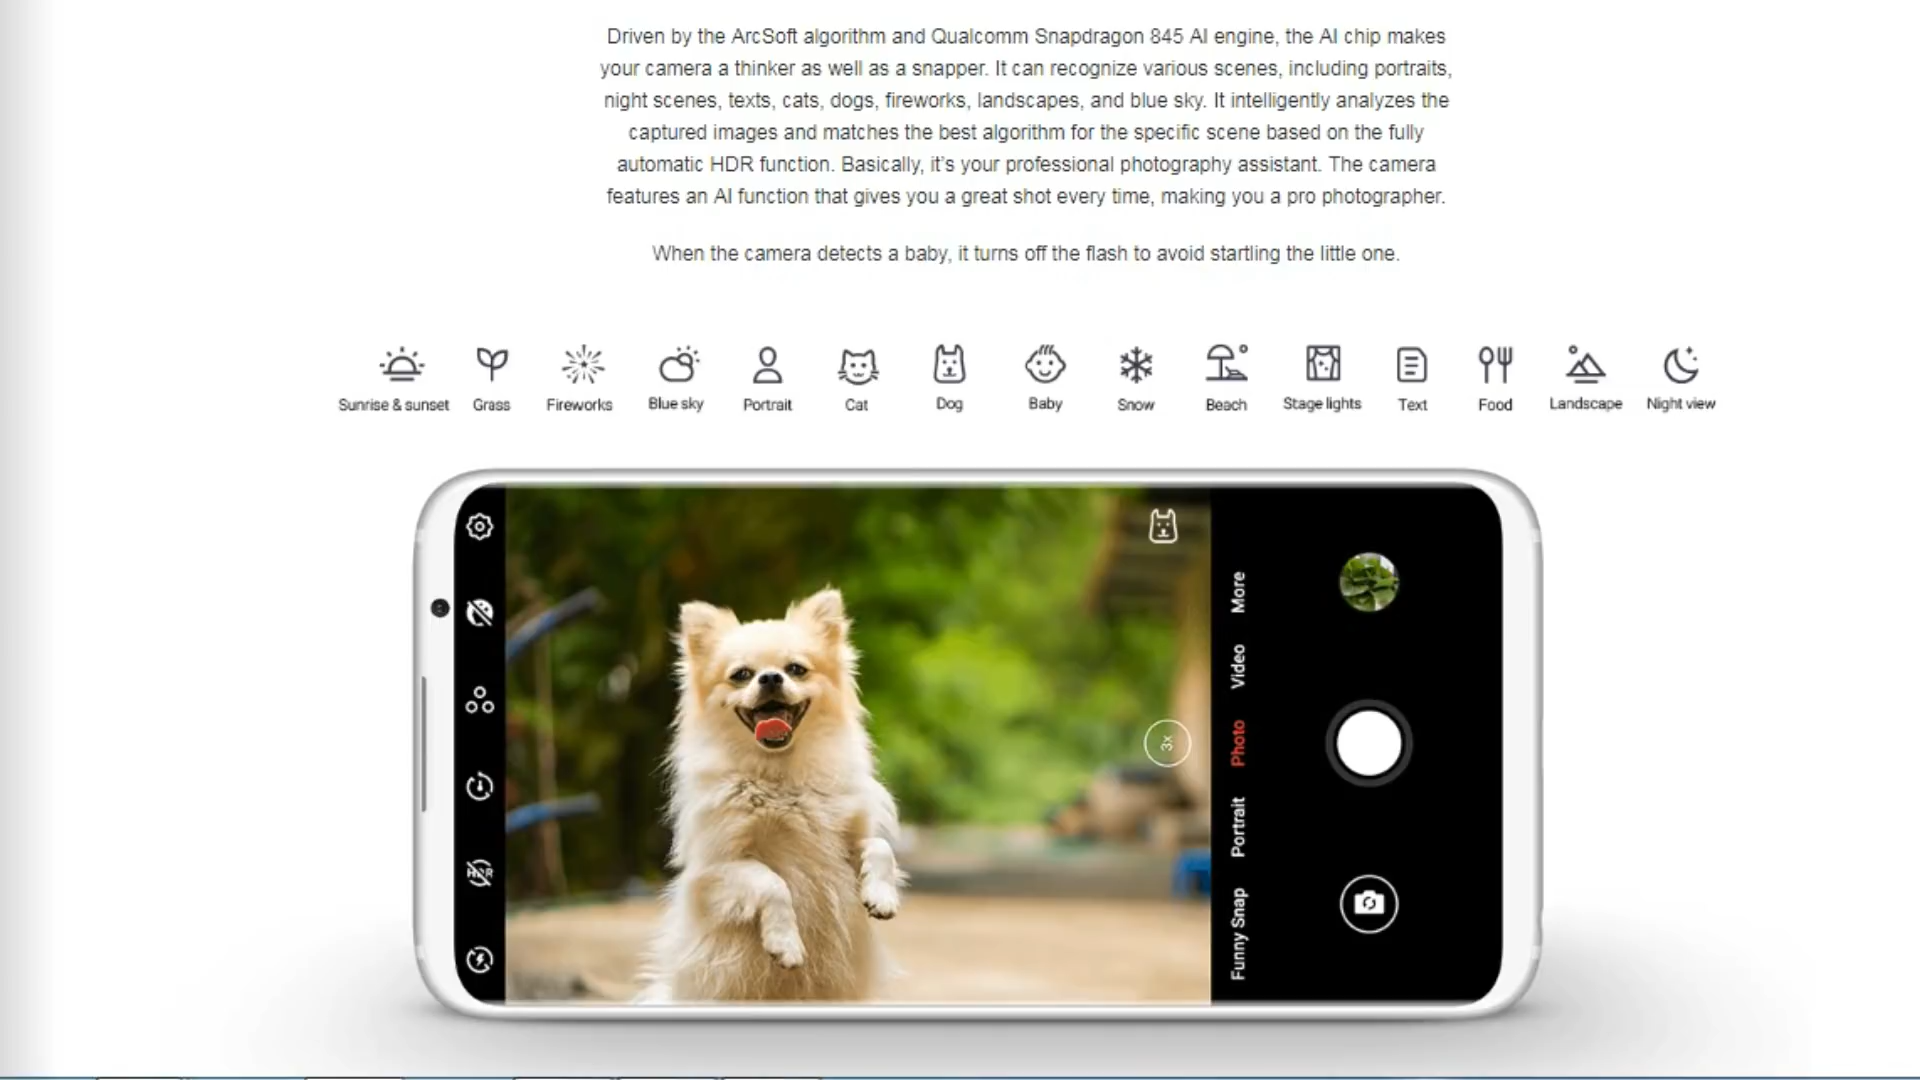 Driven by the ArcSoft algorithm and Qualcomm Snapdragon 845 AI engine, the AI chip makes
your camera a thinker as well as a snapper. It can recognize various scenes, including portraits,
night scenes, texts, cats, dogs, fireworks, landscapes, and blue sky. It intelligently analyzes the
captured images and matches the best algorithm for the specific scene based on the fully
automatic HDR function. Basically, it's your professional photography assistant. The camera
features an AI function that gives you a great shot every time, making you a pro photographer.
When the camera detects a baby, it turns off the flash to avoid startling the little one.
Sunrise & sunset Grass Fireworks Blue sky Portrait Cat Dog Baby Snow Beach Stage lights Text Food Landscape Night view
More
Video
3x
Photo
Portrait
HDR
Funny Snap